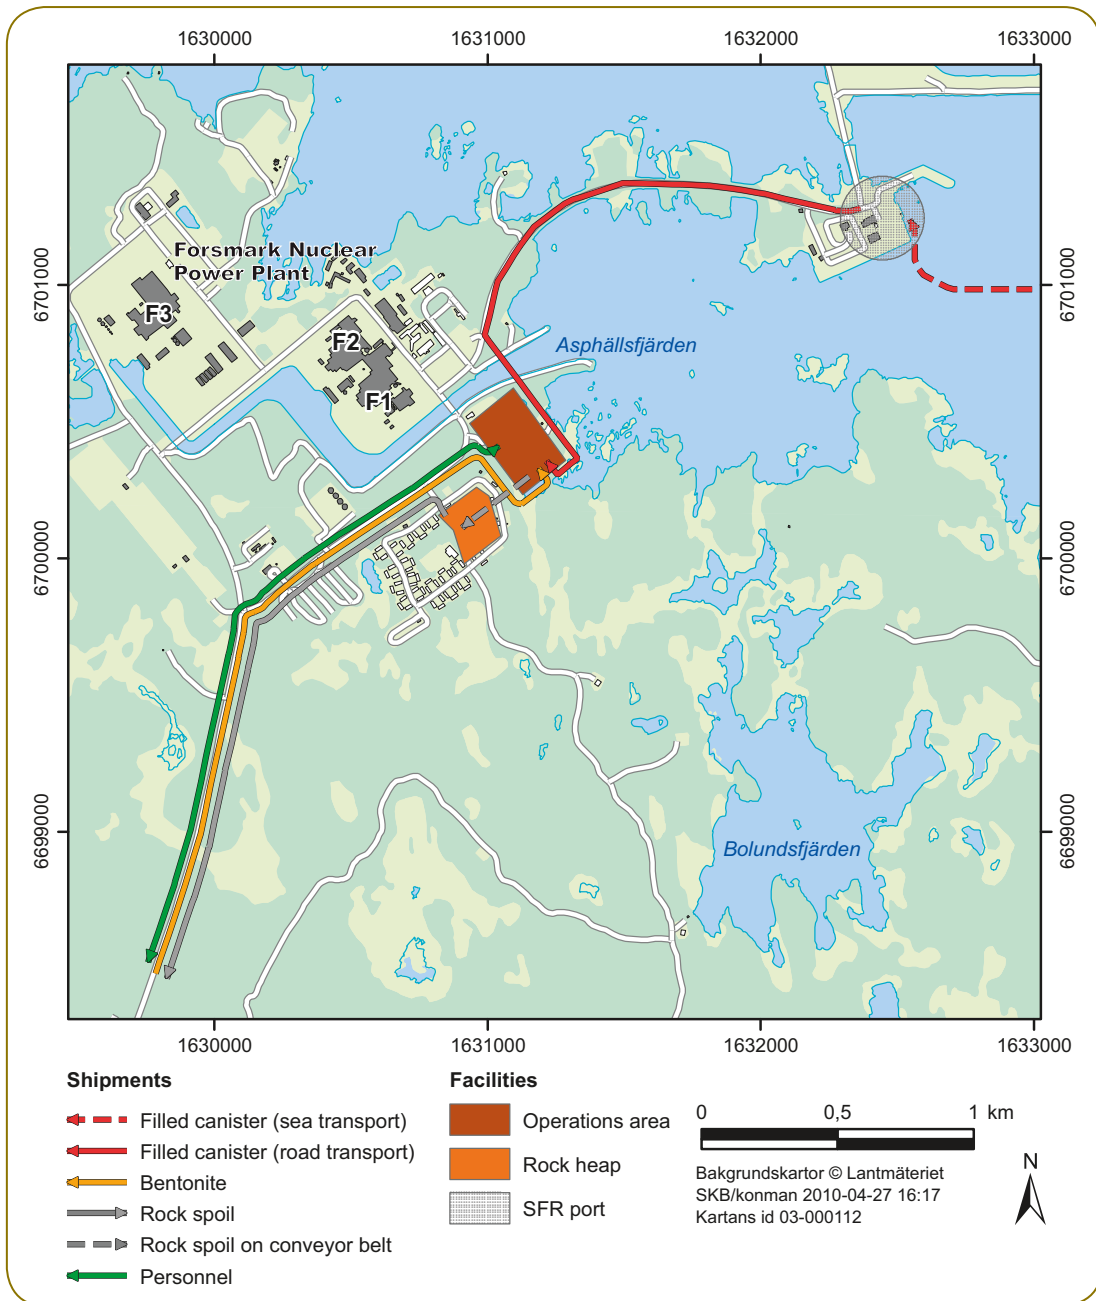 1630000 1631000 1632000 1633000
6701000
6701000
Forsmark Nuclear
Power Plant
F3
F2
F1
Asphällsfjärden
6700000
6700000
6699000
6699000
Bolundsfjärden
1630000 1631000 1632000 1633000
Shipments
Filled canister (sea transport)
Filled canister (road transport)
Bentonite
Rock spoil
Rock spoil on conveyor belt
Personnel
Facilities
Operations area
Rock heap
SFR port
0 0,5 1 km
Bakgrundskartor © Lantmäteriet
SKB/konman 2010-04-27 16:17
Kartans id 03-000112
N